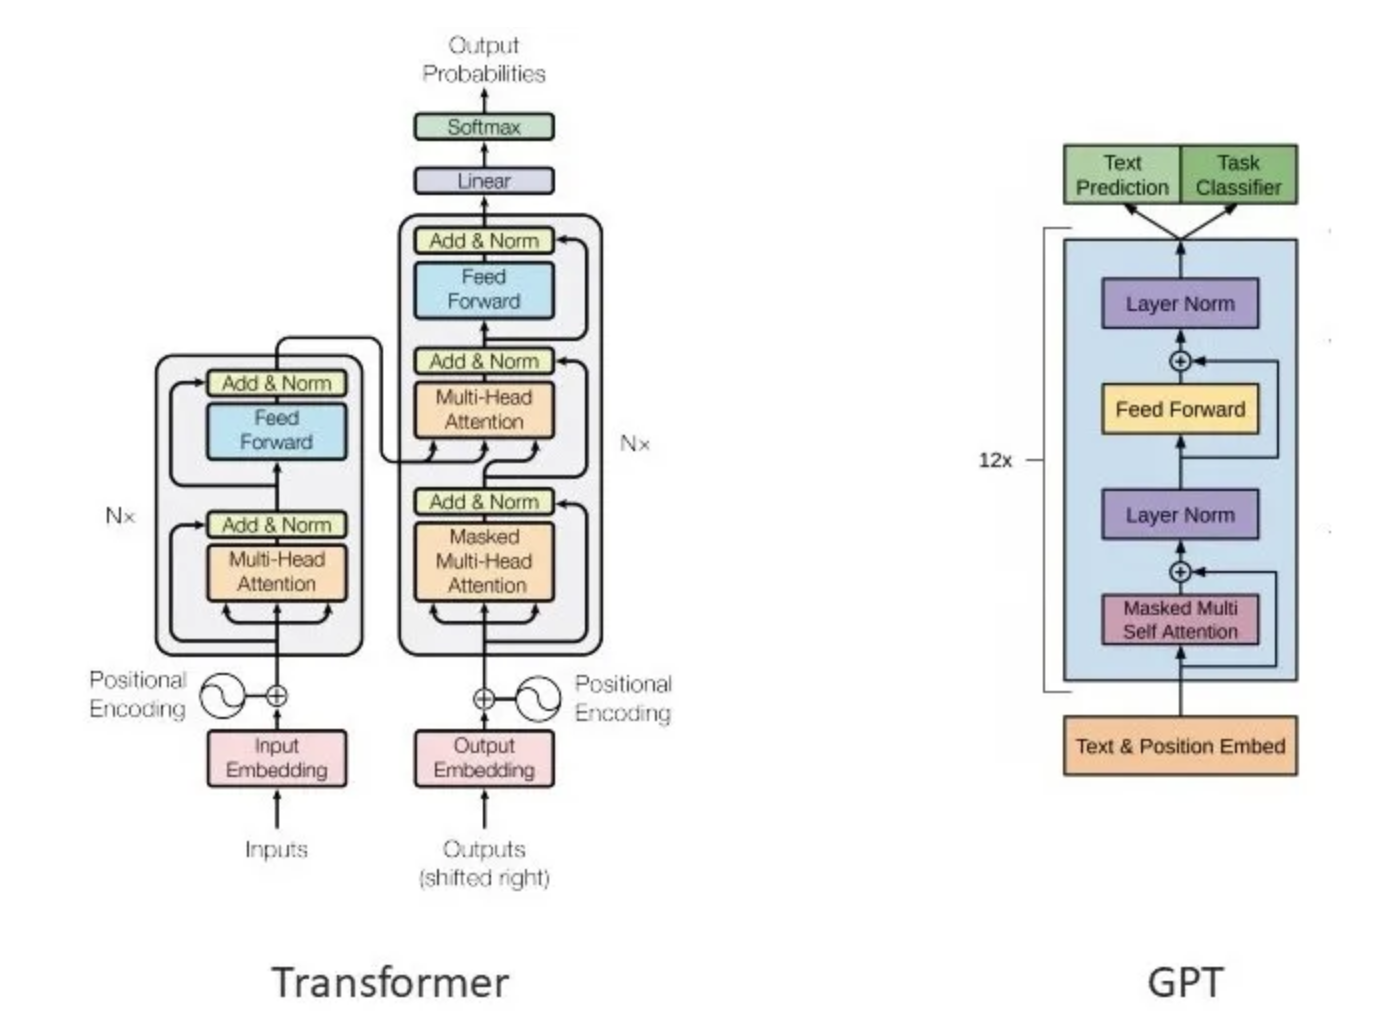 Output
Probabilities
Softmax
Linear
Add & Norm
Feed
Forward
Add & Norm
Multi-Head
Attention
Nx
Add & Norm
Masked
Multi-Head
Attention
Positional
Encoding
Output
Embedding
Outputs
(shifted right)
Add & Norm
Feed
Forward
Nx
Add & Norm
Multi-Head
Attention
Positional
Encoding
Input
Embedding
Inputs
Transformer
Text
Prediction
Task
Classifier
Layer Norm
Feed Forward
12x
Layer Norm
Masked Multi
Self Attention
Text & Position Embed
GPT